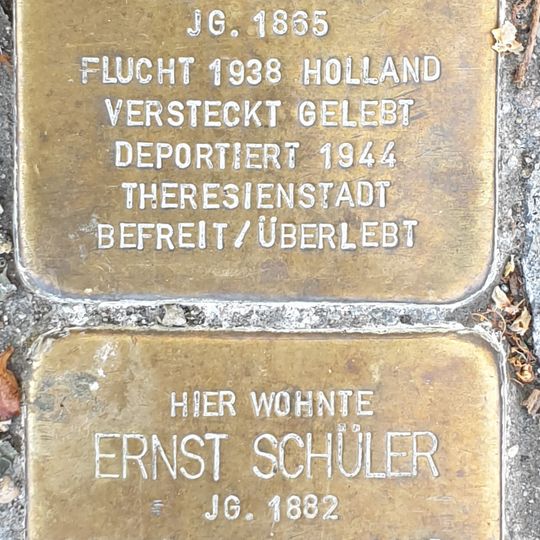 JG. 1865
FLUCHT 1938 HOLLAND
VERSTECKT GELEBT
DEPORTIERT 1944
THERESIENSTADT
BEFREIT/ÜBERLEBT
HIER WOHNTE
ERNST SCHÜLER
JG. 1882